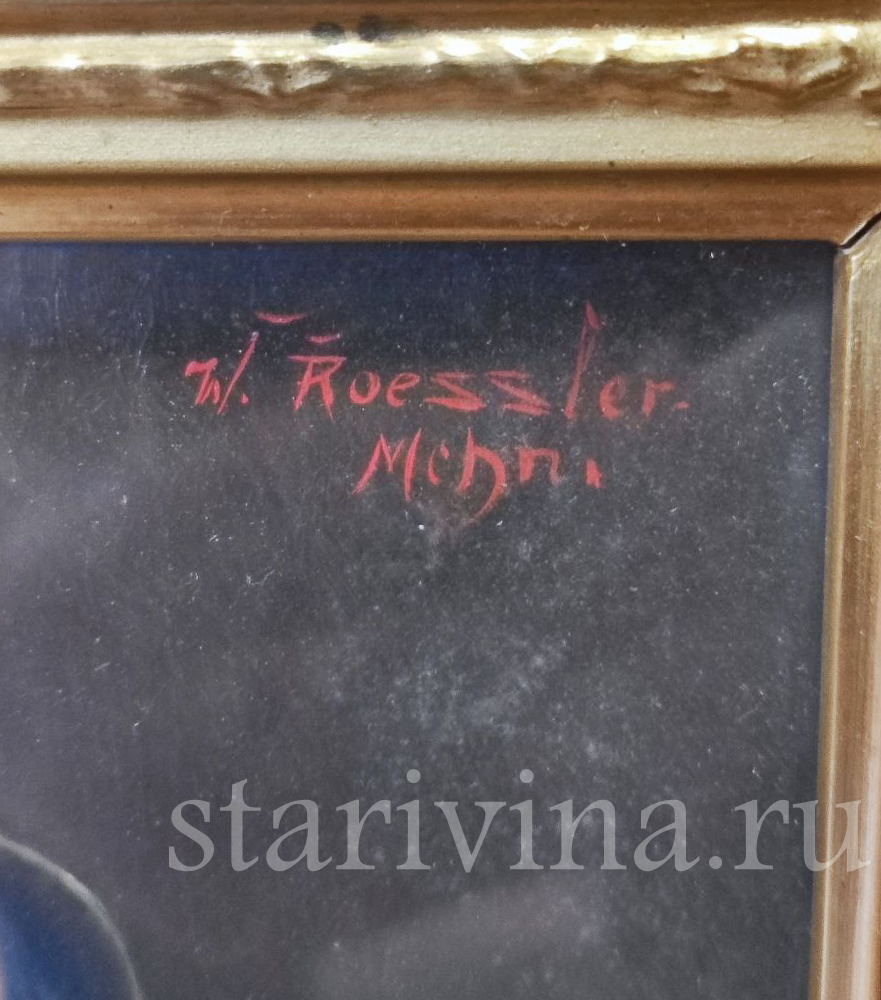 W. Roessler.
Mchn.
starivina.ru